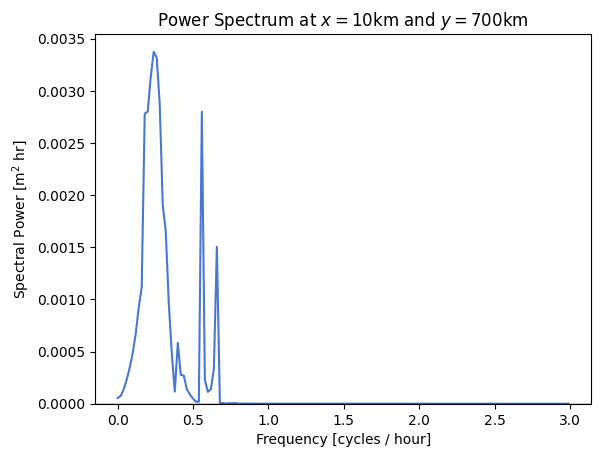 Power Spectrum at x = 10km and y = 700km
Spectral Power [m² hr]
0.0035
0.0030
0.0025
0.0020
0.0015
0.0010
0.0005
0.0000
0.0 0.5 1.0 1.5 2.0 2.5 3.0
Frequency [cycles / hour]